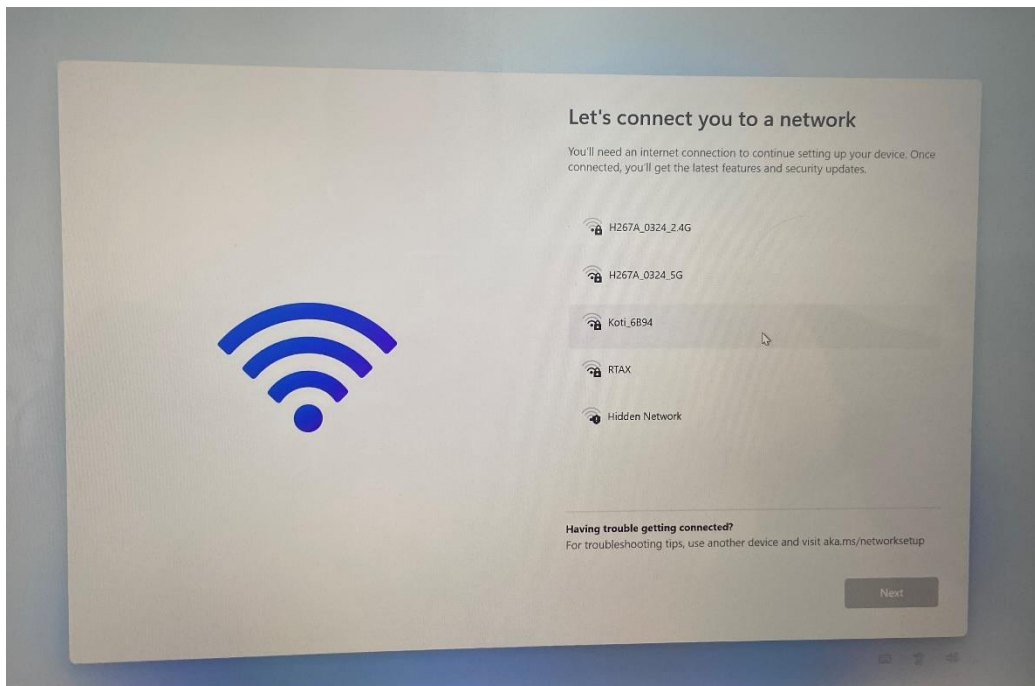 Let's connect you to a network
You'll need an internet connection to continue setting up your device. Once
connected, you'll get the latest features and security updates.
H267A_0324_2.4G
H267A_0324_5G
Koti_6B94
RTAX
Hidden Network
Having trouble getting connected?
For troubleshooting tips, use another device and visit aka.ms/networksetup
Next